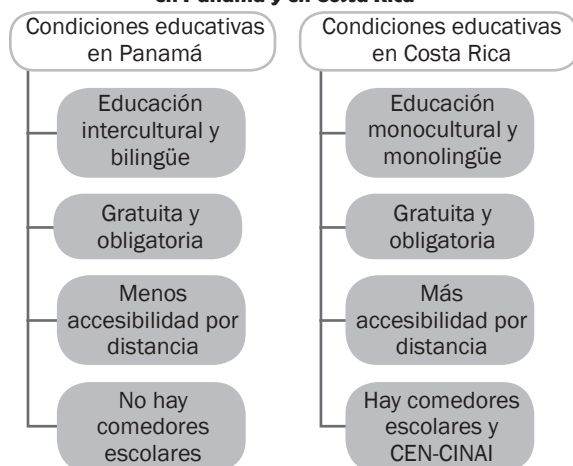 en Panamá y en Costa Rica
Condiciones educativas
en Panamá
Educación
intercultural y
bilingüe
Gratuita y
obligatoria
Menos
accesibilidad por
distancia
No hay
comedores
escolares
Condiciones educativas
en Costa Rica
Educación
monocultural y
monolingüe
Gratuita y
obligatoria
Más
accesibilidad por
distancia
Hay comedores
escolares y
CEN-CINAI